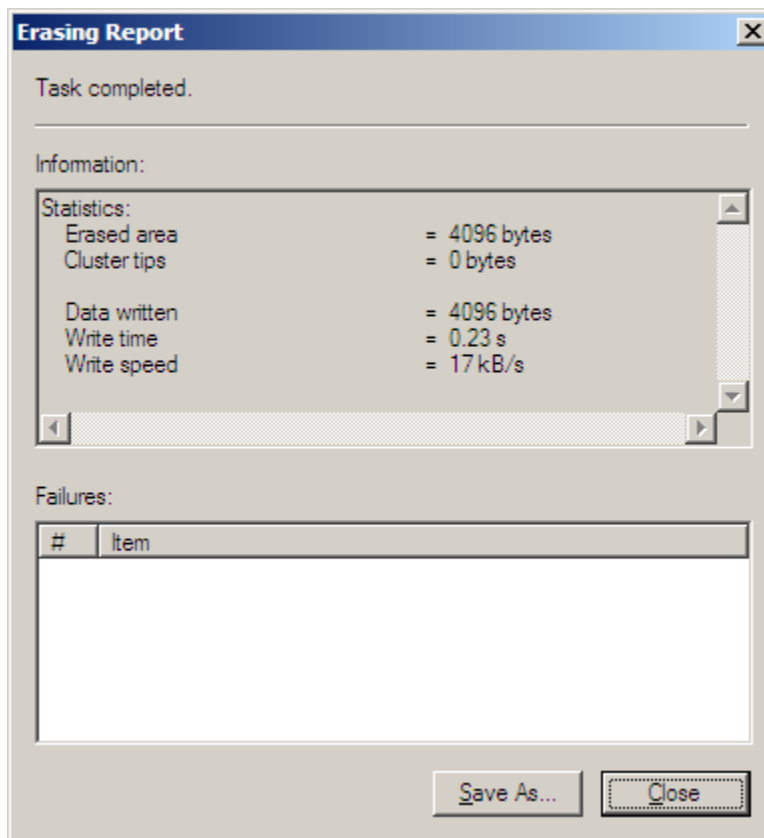 Erasing Report
Task completed.
Information:
Statistics:
Erased area = 4096 bytes
Cluster tips = 0 bytes
Data written = 4096 bytes
Write time = 0.23 s
Write speed = 17 kB/s
Failures:
# Item
Save As... Close